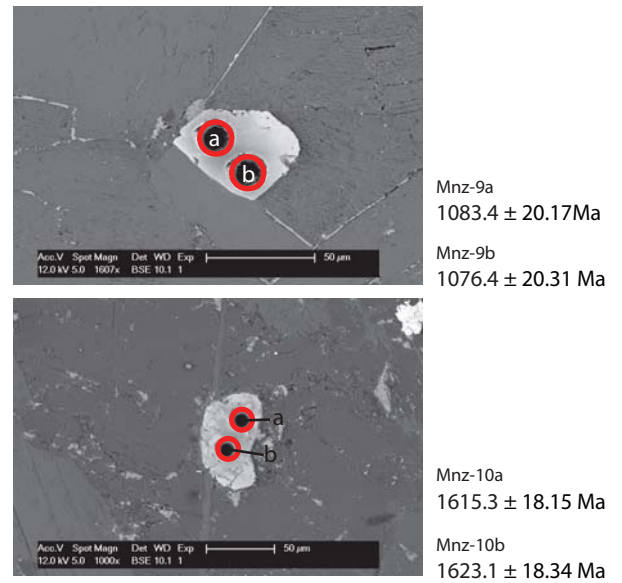 a
b
Acc.V Spot Magn Det WD Exp 50 µm
12.0 kV 5.0 1607x BSE 10.1 1
Mnz-9a
1083.4 ± 20.17Ma
Mnz-9b
1076.4 ± 20.31 Ma
a
b
Acc.V Spot Magn Det WD Exp 50 µm
12.0 kV 5.0 1000x BSE 10.1 1
Mnz-10a
1615.3 ± 18.15 Ma
Mnz-10b
1623.1 ± 18.34 Ma